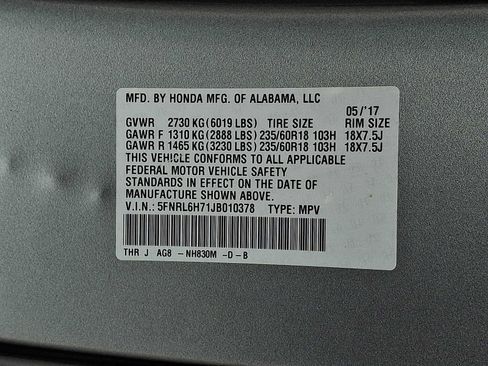 MFD. BY HONDA MFG. OF ALABAMA, LLC
05/'17
GVWR 2730 KG (6019 LBS) TIRE SIZE RIM SIZE
GAWR F 1310 KG (2888 LBS) 235/60R18 103H 18X7.5J
GAWR R 1465 KG (3230 LBS) 235/60R18 103H 18X7.5J
THIS VEHICLE CONFORMS TO ALL APPLICABLE
FEDERAL MOTOR VEHICLE SAFETY
STANDARDS IN EFFECT ON THE DATE OF
MANUFACTURE SHOWN ABOVE.
V.I.N.: 5FNRL6H71JB010378 TYPE: MPV
THR J AG8 -NH830M -D -B